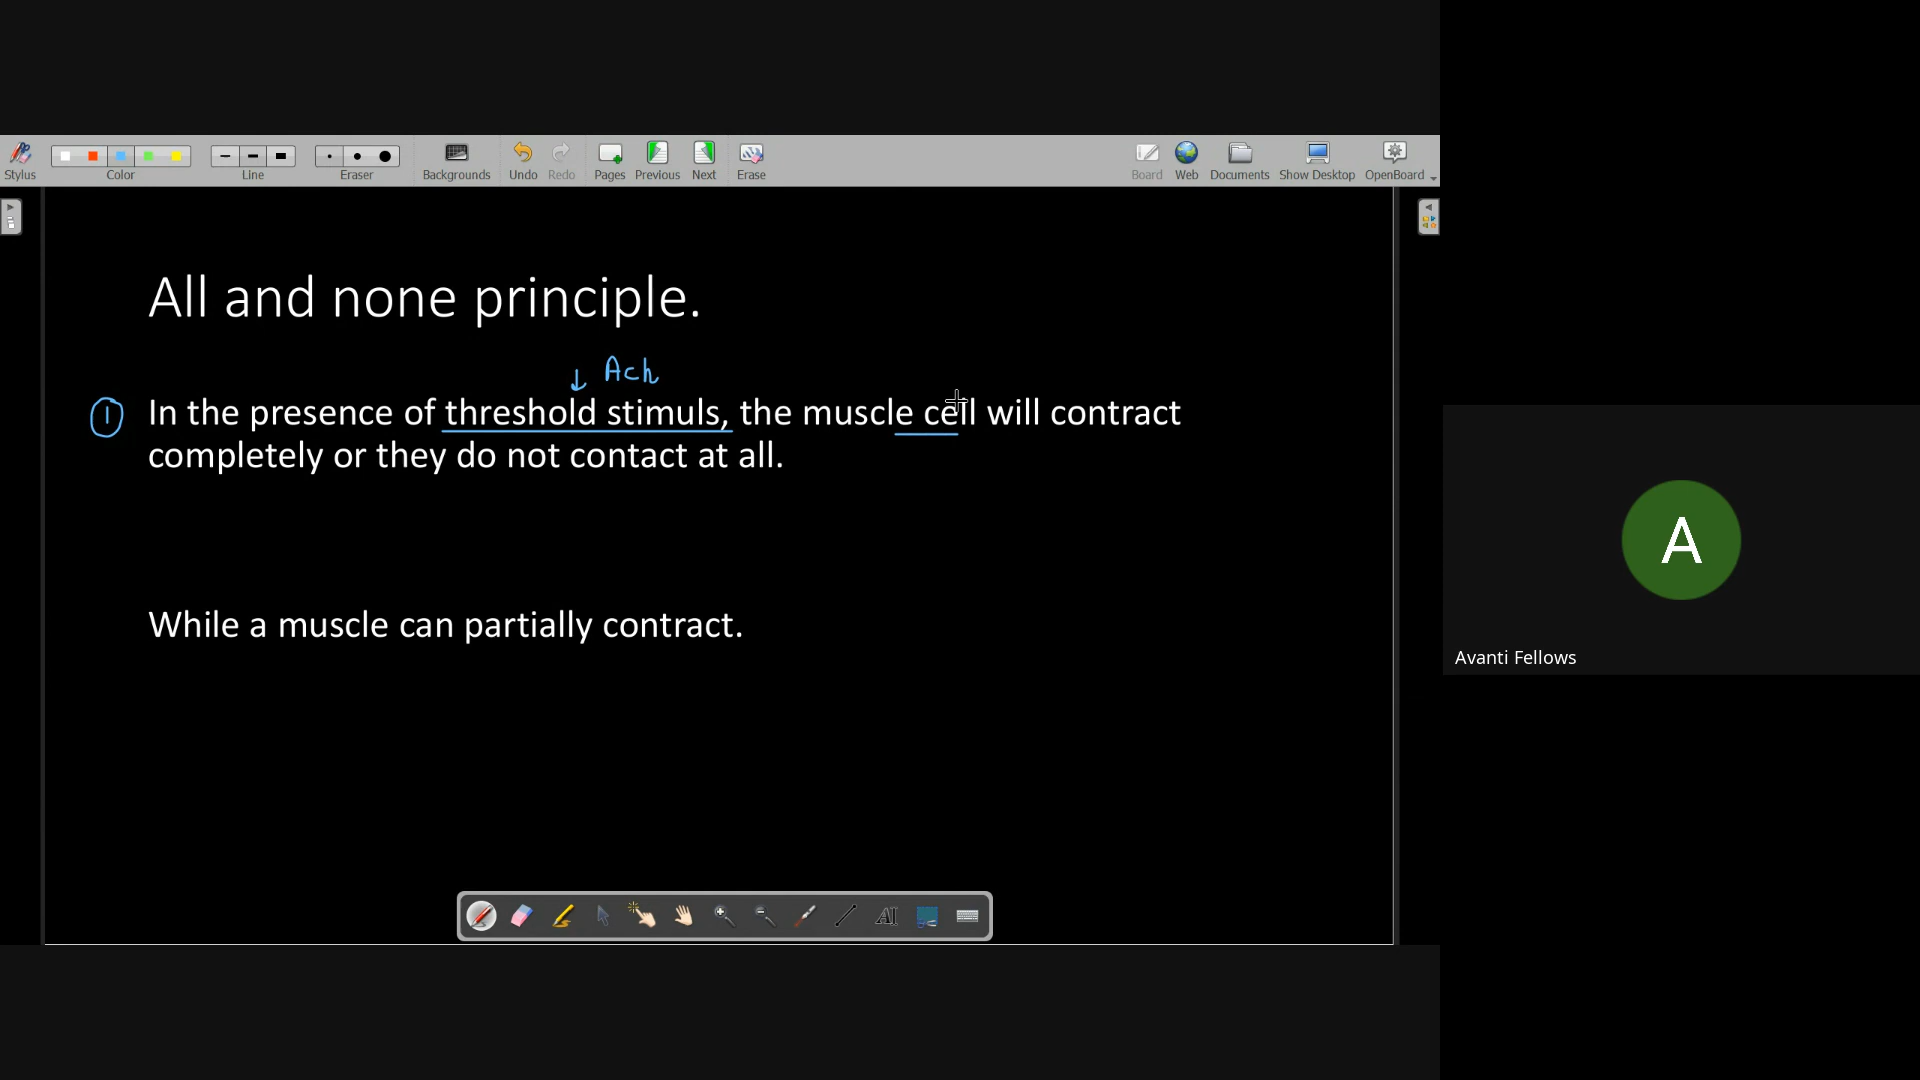 Stylus
Color
Line
Eraser
Backgrounds
Undo
Redo
Pages
Previous
Next
Erase
Board
Web
Documents
Show Desktop
OpenBoard
All and none principle.
↓ Ach
① In the presence of threshold stimuls, the muscle cell will contract
completely or they do not contact at all.
While a muscle can partially contract.
A
Avanti Fellows
AI